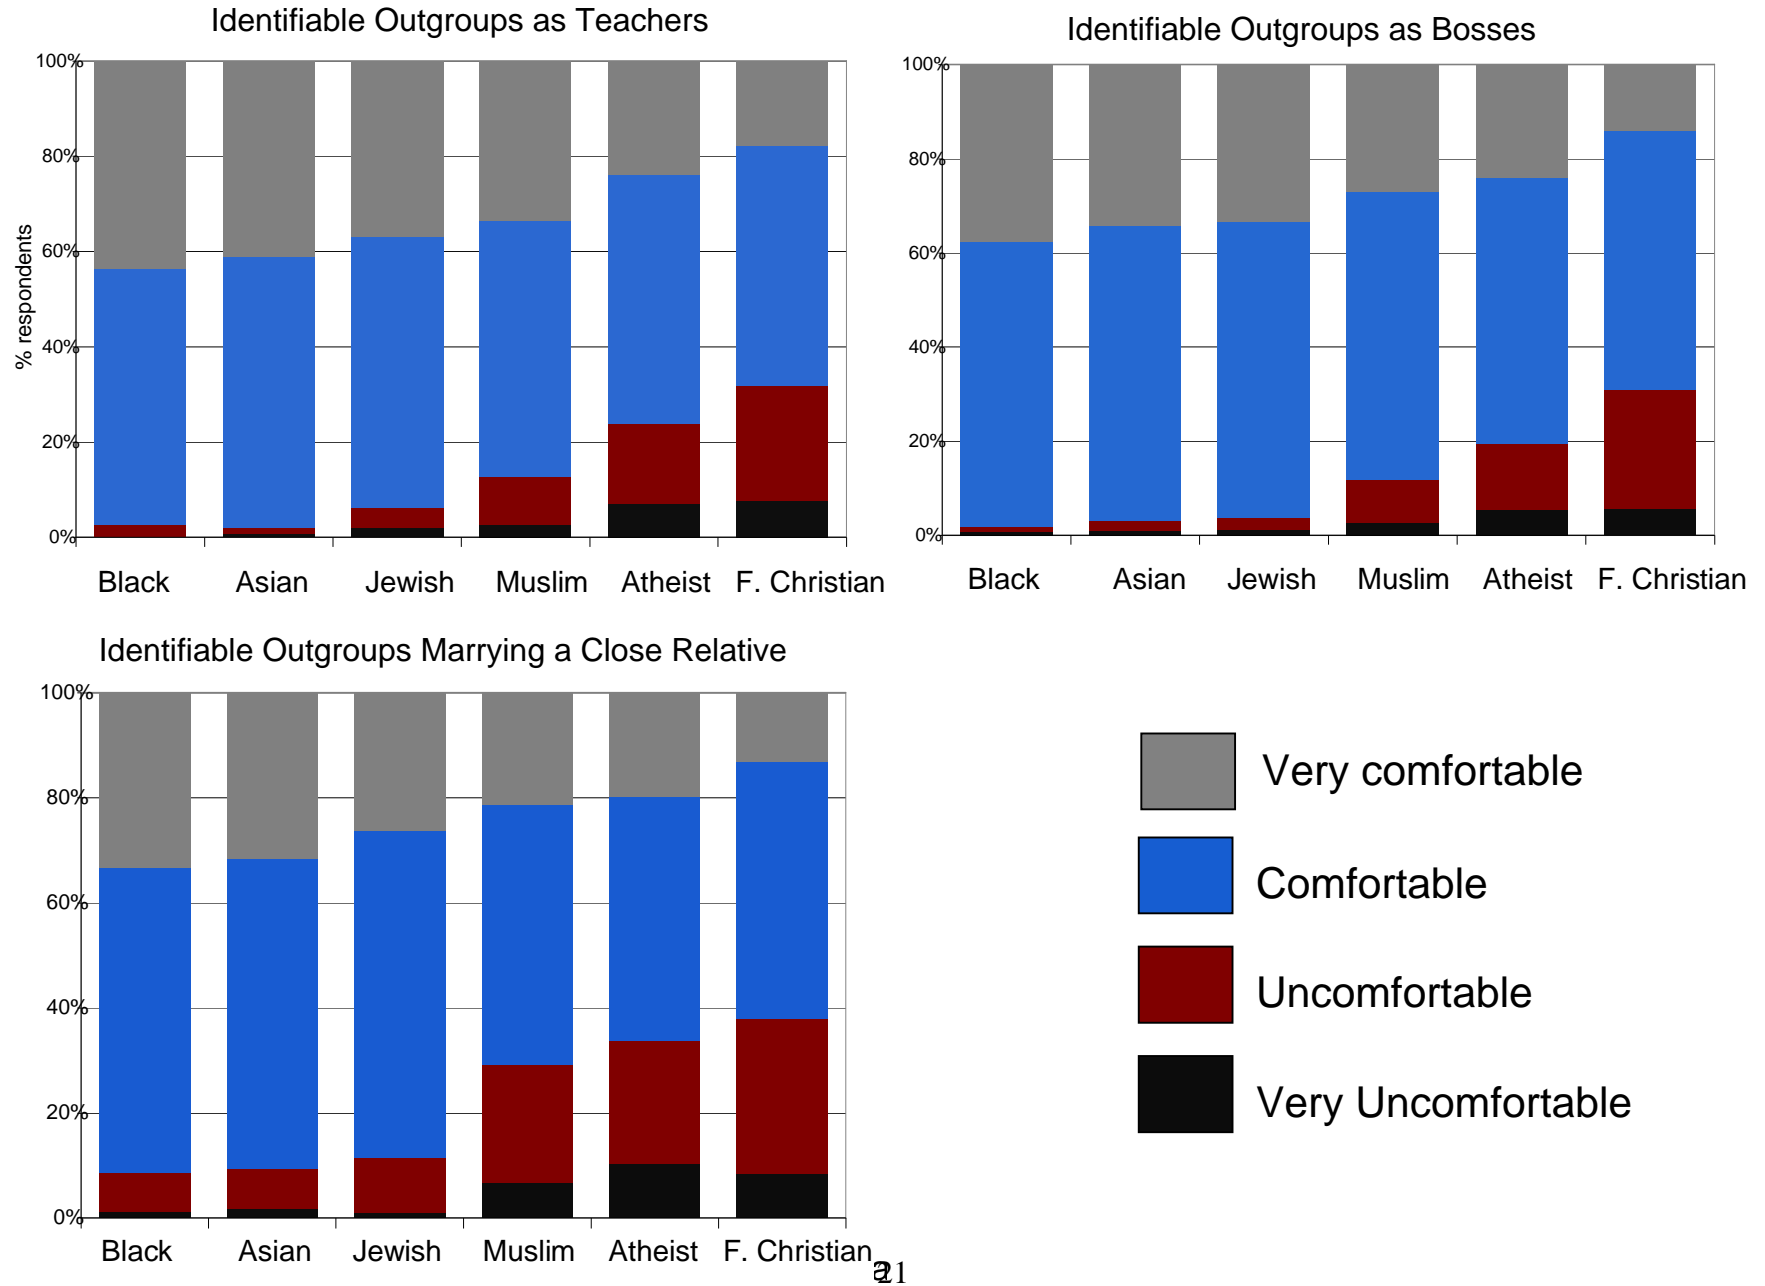 Identifiable Outgroups as Teachers
100%
80%
60%
40%
20%
0%
% respondents
Black Asian Jewish Muslim Atheist F. Christian
Identifiable Outgroups as Bosses
100%
80%
60%
40%
20%
0%
Black Asian Jewish Muslim Atheist F. Christian
Identifiable Outgroups Marrying a Close Relative
100%
80%
60%
40%
20%
0%
Black Asian Jewish Muslim Atheist F. Christian
Very comfortable
Comfortable
Uncomfortable
Very Uncomfortable
21